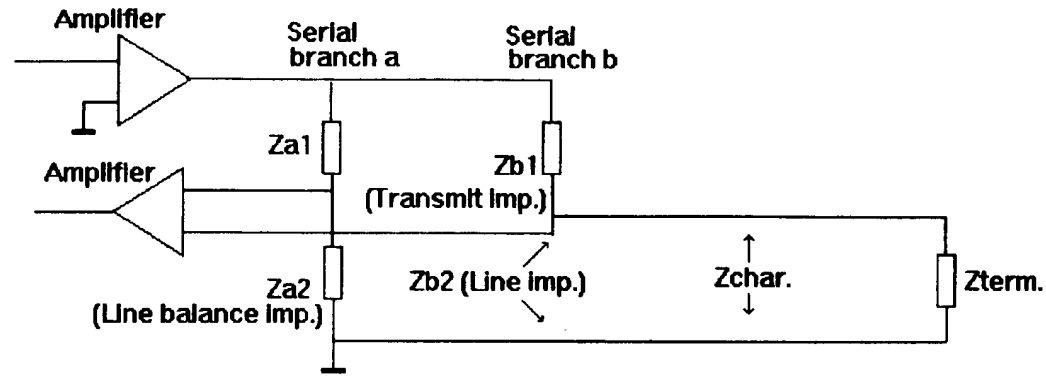 Amplifier
Serial
branch a
Serial
branch b
Za1
Zb1
Amplifier
(Transmit imp.)
Za2
(Line balance imp.)
Zb2 (Line imp.)
Zchar.
Zterm.